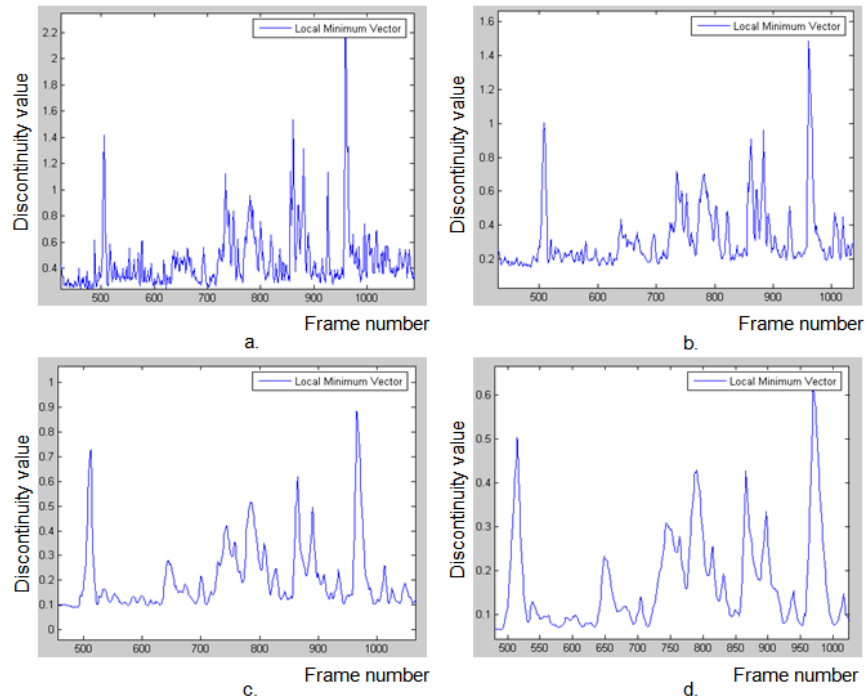 Local Minimum Vector
2.2
2
1.8
1.6
1.4
1.2
1
0.8
0.6
0.4
Discontinuity value
500 600 700 800 900 1000
Frame number
a.
Local Minimum Vector
1.6
1.4
1.2
1
0.8
0.6
0.4
0.2
Discontinuity value
500 600 700 800 900 1000
Frame number
b.
Local Minimum Vector
1
0.9
0.8
0.7
0.6
0.5
0.4
0.3
0.2
0.1
0
Discontinuity value
500 600 700 800 900 1000
Frame number
c.
Local Minimum Vector
0.6
0.5
0.4
0.3
0.2
0.1
Discontinuity value
500 550 600 650 700 750 800 850 900 950 1000
Frame number
d.